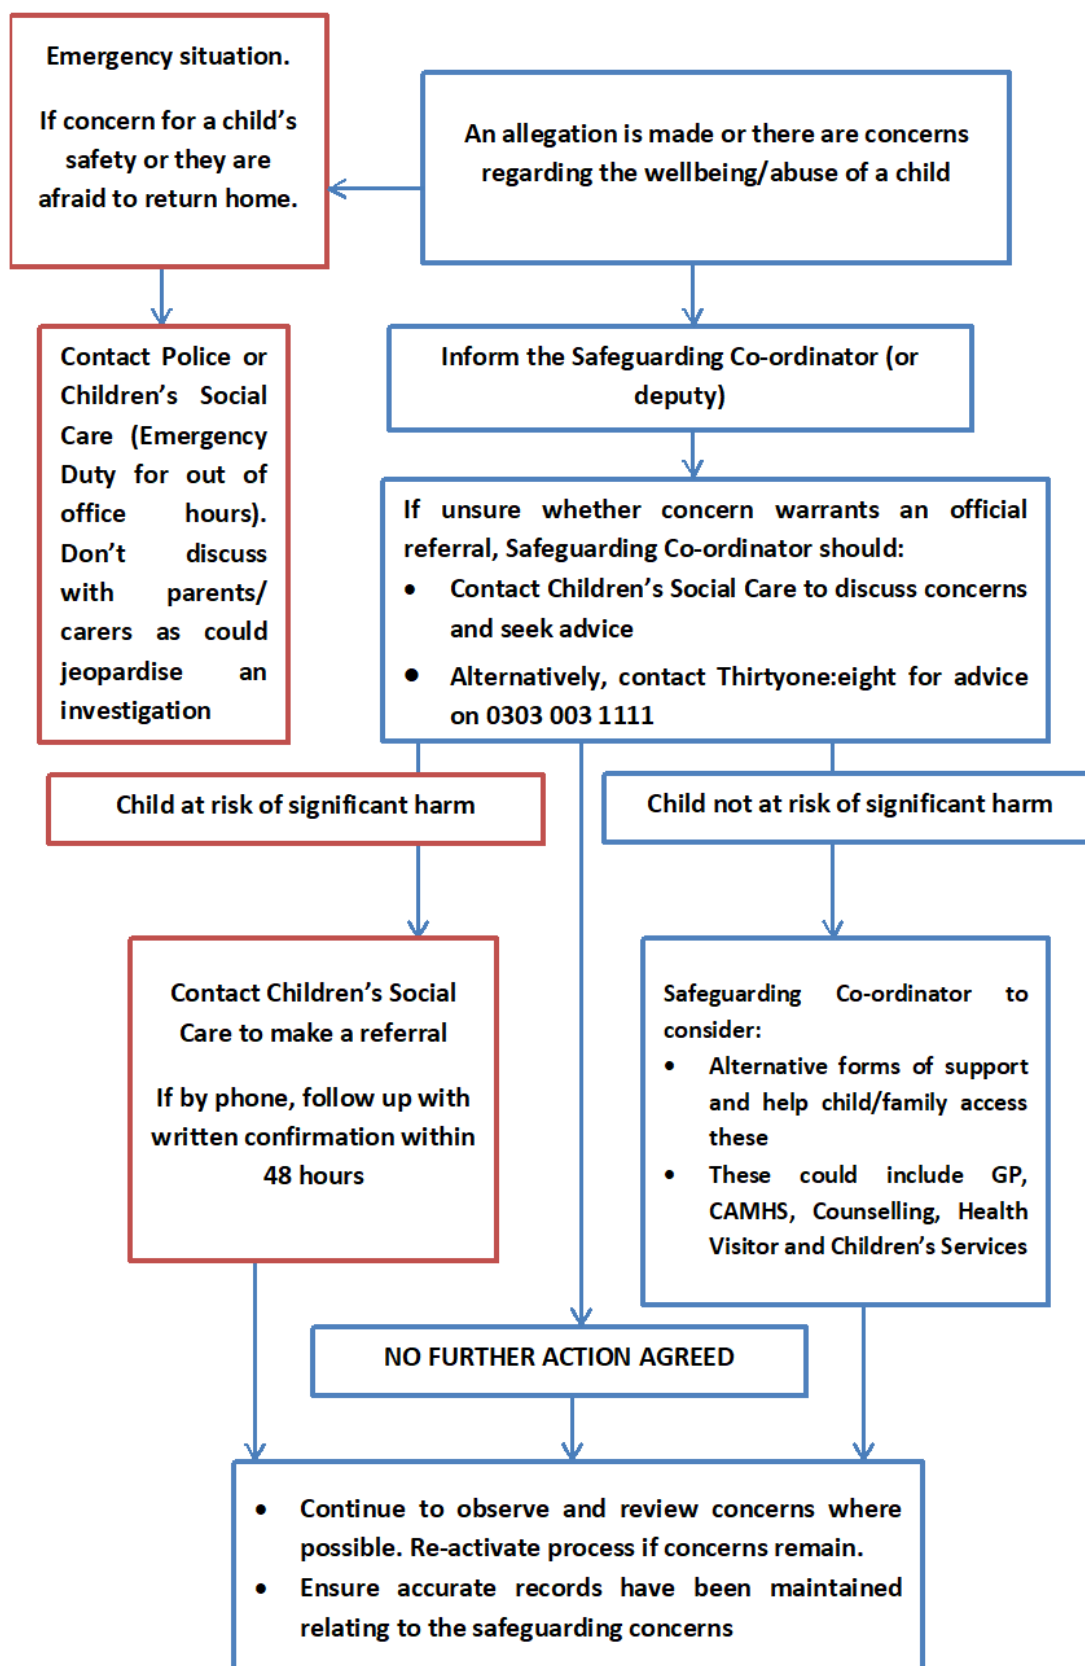 Emergency situation.
If concern for a child's
safety or they are
afraid to return home.
An allegation is made or there are concerns
regarding the wellbeing/abuse of a child
Contact Police or
Children's Social
Care (Emergency
Duty for out of
office hours).
Don't discuss
with parents/
carers as could
jeopardise an
investigation
Inform the Safeguarding Co-ordinator (or
deputy)
If unsure whether concern warrants an official
referral, Safeguarding Co-ordinator should:
• Contact Children's Social Care to discuss concerns
and seek advice
• Alternatively, contact Thirtyone:eight for advice
on 0303 003 1111
Child at risk of significant harm
Child not at risk of significant harm
Contact Children's Social
Care to make a referral
If by phone, follow up with
written confirmation within
48 hours
Safeguarding Co-ordinator to
consider:
• Alternative forms of support
and help child/family access
these
• These could include GP,
CAMHS, Counselling, Health
Visitor and Children's Services
NO FURTHER ACTION AGREED
• Continue to observe and review concerns where
possible. Re-activate process if concerns remain.
• Ensure accurate records have been maintained
relating to the safeguarding concerns